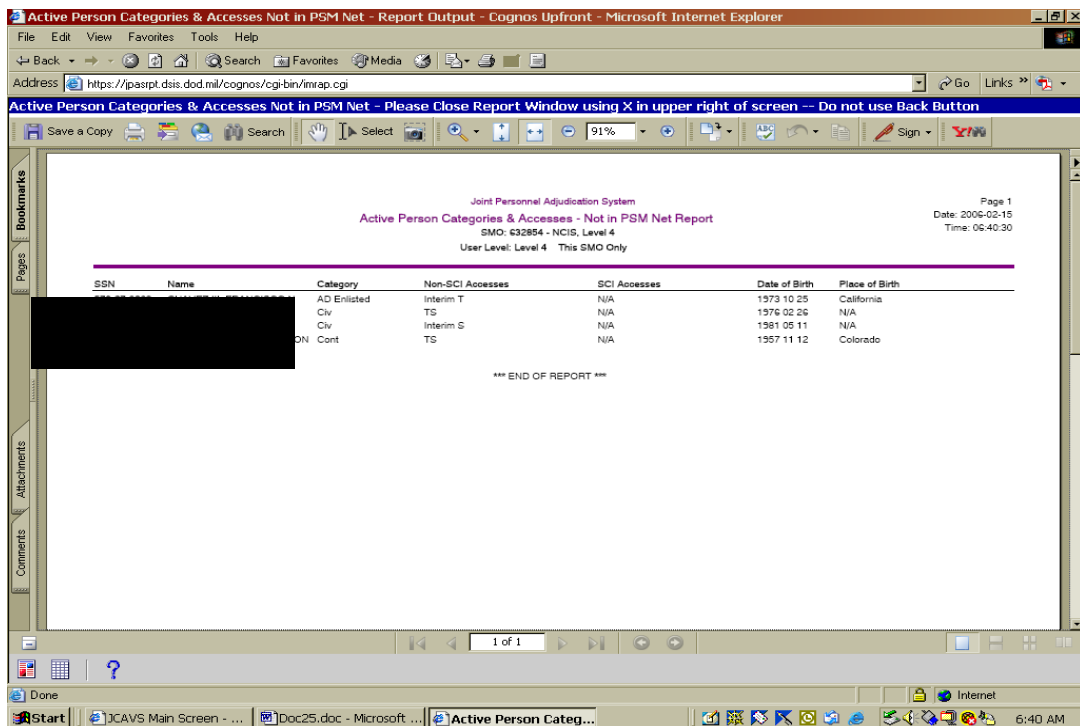 Active Person Categories & Accesses Not in PSM Net - Report Output - Cognos Upfront - Microsoft Internet Explorer
File Edit View Favorites Tools Help
Back Search Favorites Media
Address https://jpasrpt.dsis.dod.mil/cognos/cgi-bin/imrap.cgi Go Links »
Active Person Categories & Accesses Not in PSM Net - Please Close Report Window using X in upper right of screen -- Do not use Back Button
Save a Copy Search Select 91% Sign Y!
Bookmarks
Pages
Attachments
Comments
Joint Personnel Adjudication System
Active Person Categories & Accesses - Not in PSM Net Report
SMO: 632854 - NCIS, Level 4
User Level: Level 4 This SMO Only
Page 1
Date: 2006-02-15
Time: 06:40:30
SSN Name Category Non-SCI Accesses SCI Accesses Date of Birth Place of Birth
AD Enlisted Interim T N/A 1973 10 25 California
Civ TS N/A 1976 02 26 N/A
Civ Interim S N/A 1981 05 11 N/A
ON Cont TS N/A 1957 11 12 Colorado
*** END OF REPORT ***
1 of 1
?
Done Internet
Start JCAVS Main Screen - ... Doc25.doc - Microsoft ... Active Person Categ... 6:40 AM